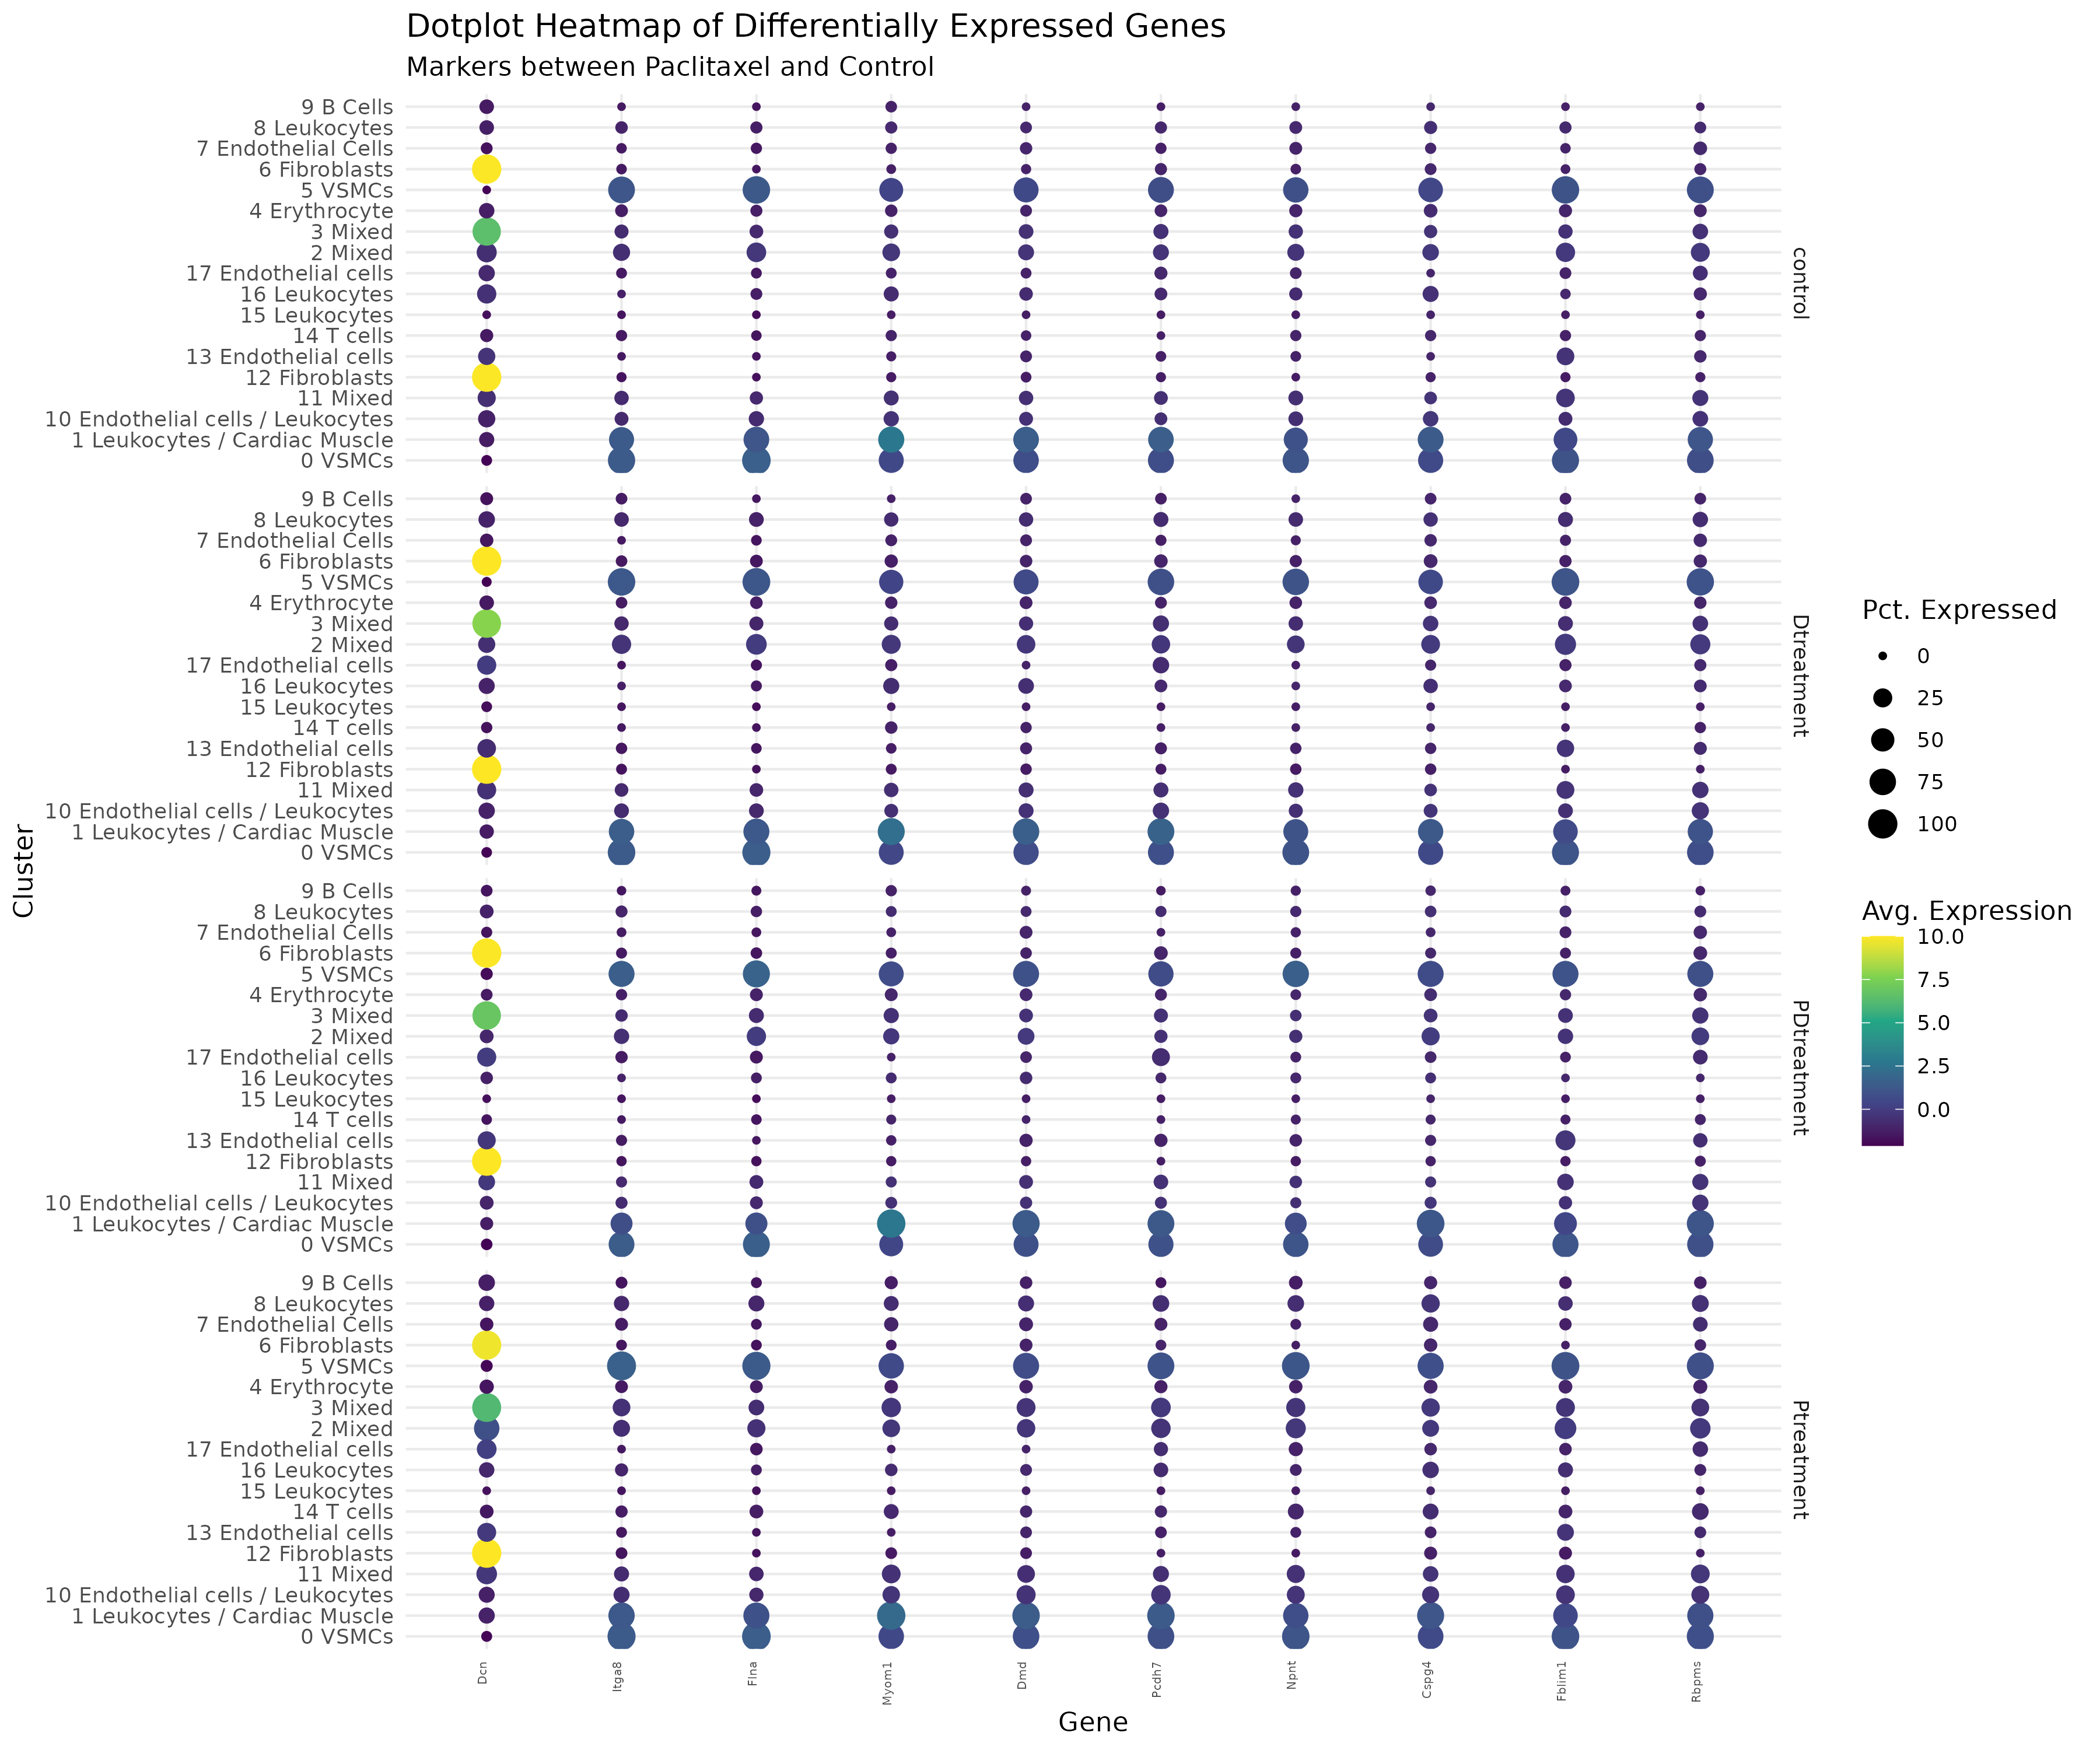 Dotplot Heatmap of Differentially Expressed Genes
Markers between Paclitaxel and Control
9 B Cells
8 Leukocytes
7 Endothelial Cells
6 Fibroblasts
5 VSMCs
4 Erythrocyte
3 Mixed
2 Mixed
17 Endothelial cells
16 Leukocytes
15 Leukocytes
14 T cells
13 Endothelial cells
12 Fibroblasts
11 Mixed
10 Endothelial cells / Leukocytes
1 Leukocytes / Cardiac Muscle
0 VSMCs
control
9 B Cells
8 Leukocytes
7 Endothelial Cells
6 Fibroblasts
5 VSMCs
4 Erythrocyte
3 Mixed
2 Mixed
17 Endothelial cells
16 Leukocytes
15 Leukocytes
14 T cells
13 Endothelial cells
12 Fibroblasts
11 Mixed
10 Endothelial cells / Leukocytes
1 Leukocytes / Cardiac Muscle
0 VSMCs
Dtreatment
9 B Cells
8 Leukocytes
7 Endothelial Cells
6 Fibroblasts
5 VSMCs
4 Erythrocyte
3 Mixed
2 Mixed
17 Endothelial cells
16 Leukocytes
15 Leukocytes
14 T cells
13 Endothelial cells
12 Fibroblasts
11 Mixed
10 Endothelial cells / Leukocytes
1 Leukocytes / Cardiac Muscle
0 VSMCs
PDtreatment
9 B Cells
8 Leukocytes
7 Endothelial Cells
6 Fibroblasts
5 VSMCs
4 Erythrocyte
3 Mixed
2 Mixed
17 Endothelial cells
16 Leukocytes
15 Leukocytes
14 T cells
13 Endothelial cells
12 Fibroblasts
11 Mixed
10 Endothelial cells / Leukocytes
1 Leukocytes / Cardiac Muscle
0 VSMCs
Ptreatment
Cluster
Dcn
Itga8
Flna
Myom1
Dmd
Pcdh7
Npnt
Cspg4
Fblim1
Rbpms
Gene
Pct. Expressed
0
25
50
75
100
Avg. Expression
10.0
7.5
5.0
2.5
0.0